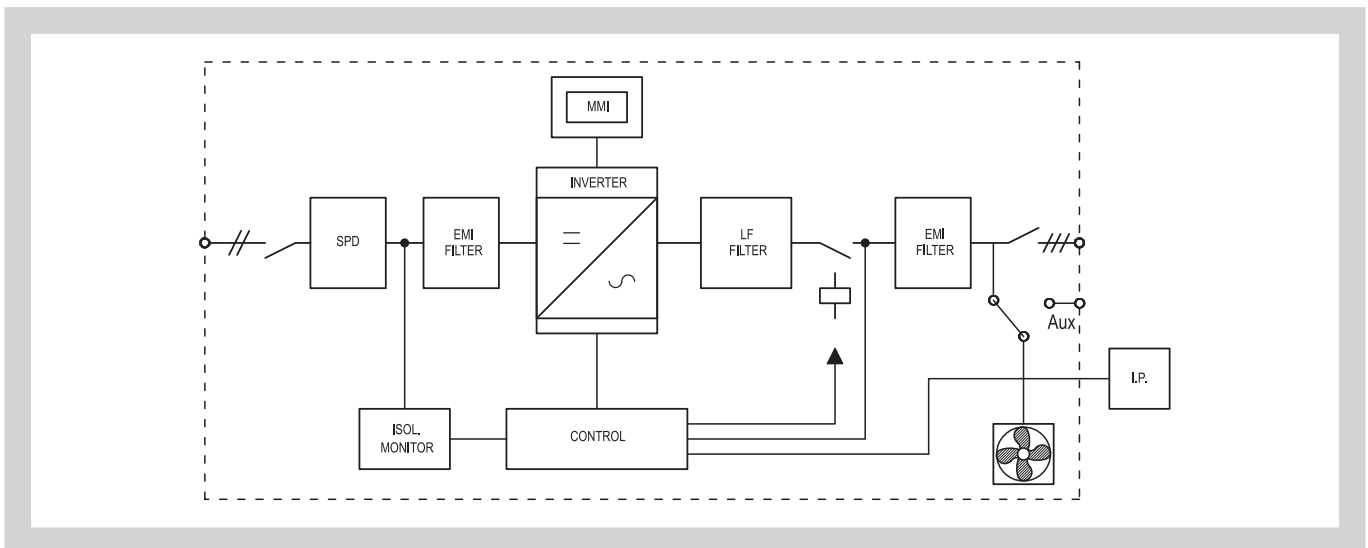 MMI
INVERTER
SPD
EMI
FILTER
LF
FILTER
EMI
FILTER
Aux
I.P.
ISOL.
MONITOR
CONTROL